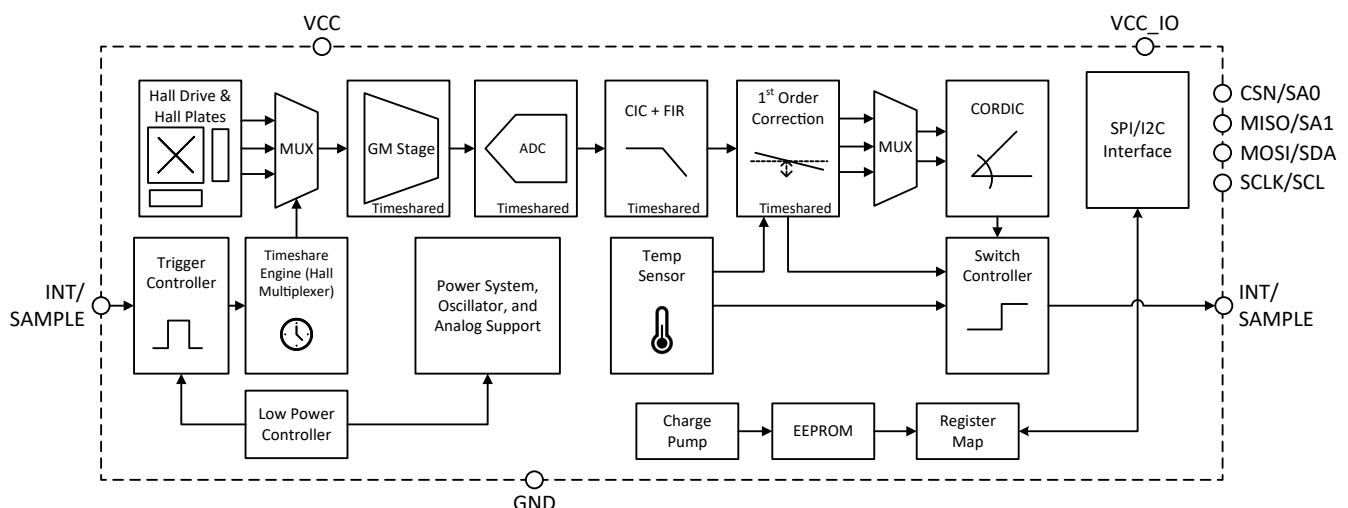 VCC
VCC_IO
Hall Drive &
Hall Plates
MUX
GM Stage
Timeshared
ADC
Timeshared
CIC + FIR
Timeshared
1st Order
Correction
Timeshared
MUX
CORDIC
SPI/I2C
Interface
CSN/SA0
MISO/SA1
MOSI/SDA
SCLK/SCL
INT/
SAMPLE
Trigger
Controller
Timeshare
Engine (Hall
Multiplexer)
Power System,
Oscillator, and
Analog Support
Temp
Sensor
Switch
Controller
INT/
SAMPLE
Low Power
Controller
Charge
Pump
EEPROM
Register
Map
GND